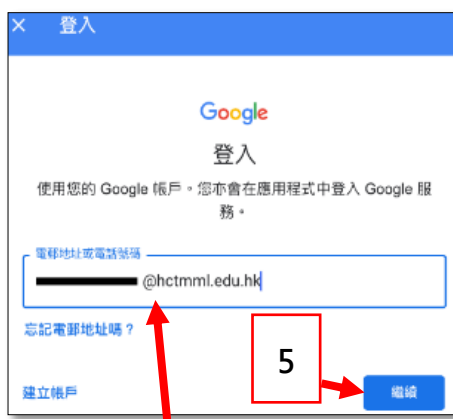 × 登入
Google
登入
使用您的 Google 帳戶。您亦會在應用程式中登入 Google 服
務。
電郵地址或電話號碼
@hctmml.edu.hk
忘記電郵地址嗎？
5
建立帳戶 繼續